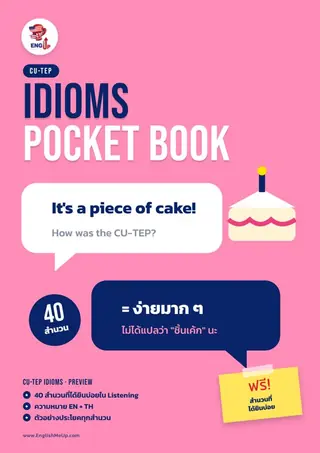 ENG
CU-TEP
IDIOMS
POCKET BOOK
It's a piece of cake!
How was the CU-TEP?
40
สำนวน
= ง่ายมาก ๆ
ไม่ได้แปลว่า "ชิ้นเค้ก" นะ
CU-TEP IDIOMS · PREVIEW
40 สำนวนที่ได้ยินบ่อยใน Listening
ความหมาย EN + TH
ตัวอย่างประโยคทุกสำนวน
ฟรี!
สำนวนที่
ได้ยินบ่อย
www.EnglishMeUp.com